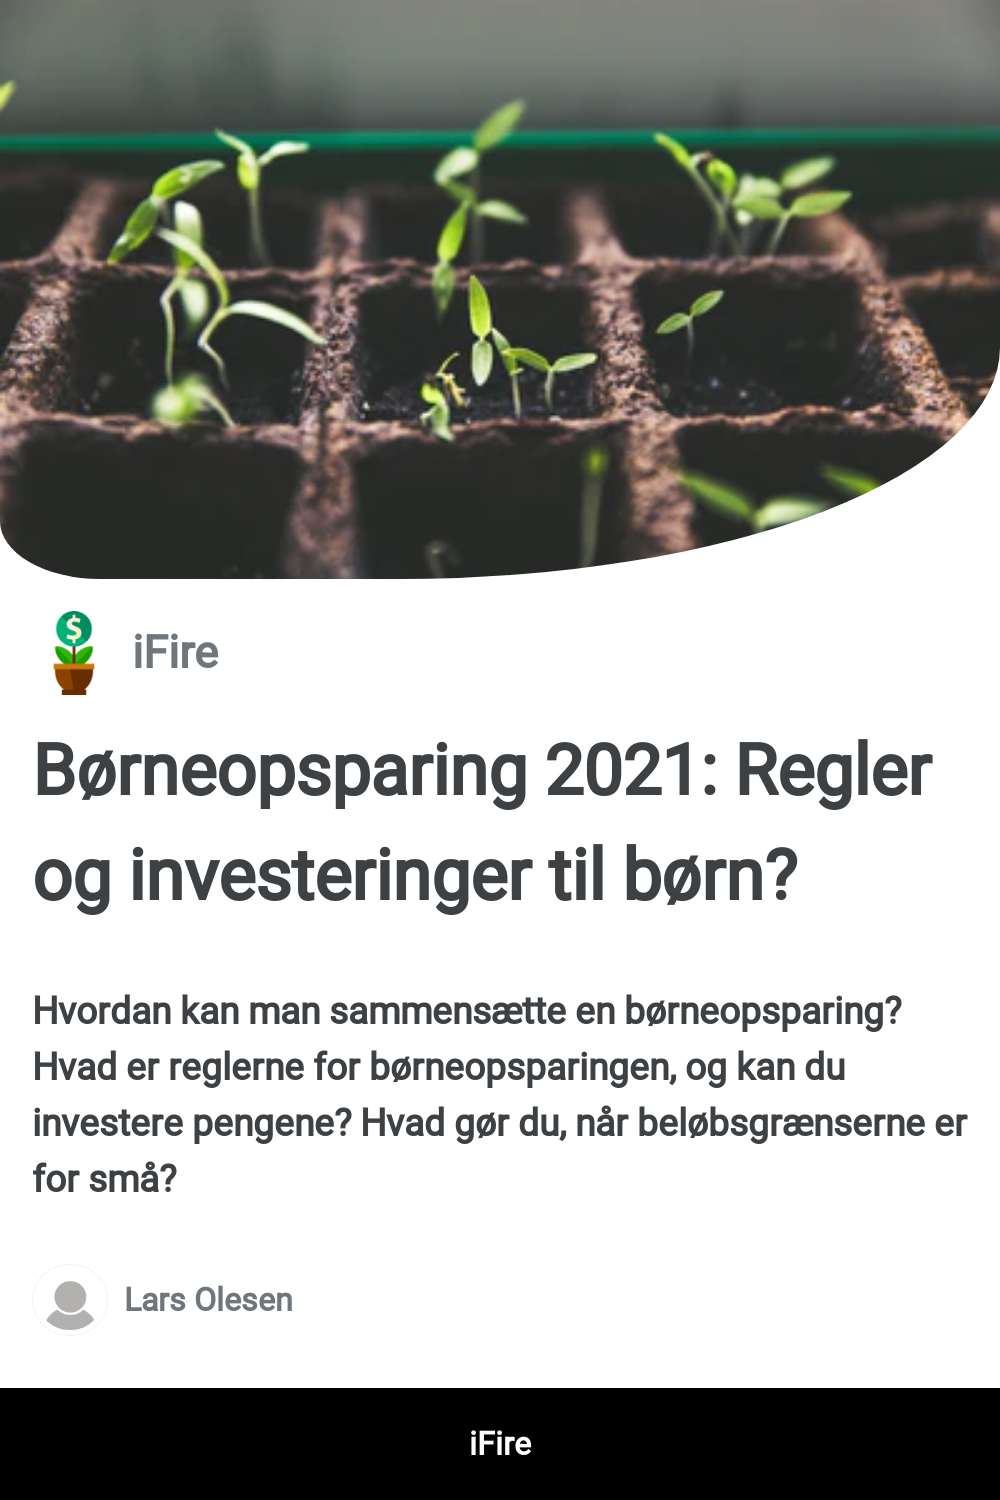 $
iFire
Børneopsparing 2021: Regler
og investeringer til børn?
Hvordan kan man sammensætte en børneopsparing?
Hvad er reglerne for børneopsparingen, og kan du
investere pengene? Hvad gør du, når beløbsgrænserne er
for små?
Lars Olesen
iFire